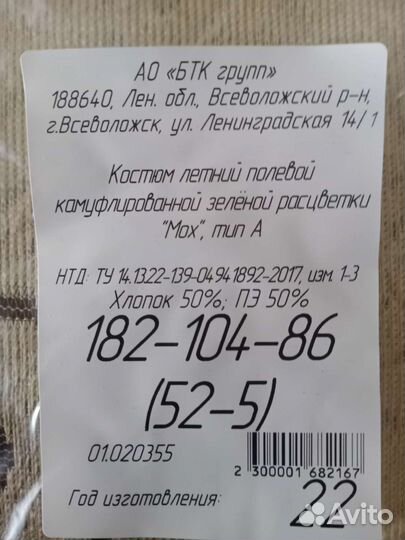 АО «БТК групп»
188640, Лен. обл., Всеволожский р-н,
г.Всеволожск, ул. Ленинградская 14/1
Костюм летний полевой
камуфлированной зелёной расцветки
"Мох", тип А
НТД: ТУ 14.13.22-139-04941892-2017, изм. 1-3
Хлопок 50%; ПЭ 50%
182-104-86
(52-5)
01.020355
2 300001 682167
Год изготовления: 22
Avito